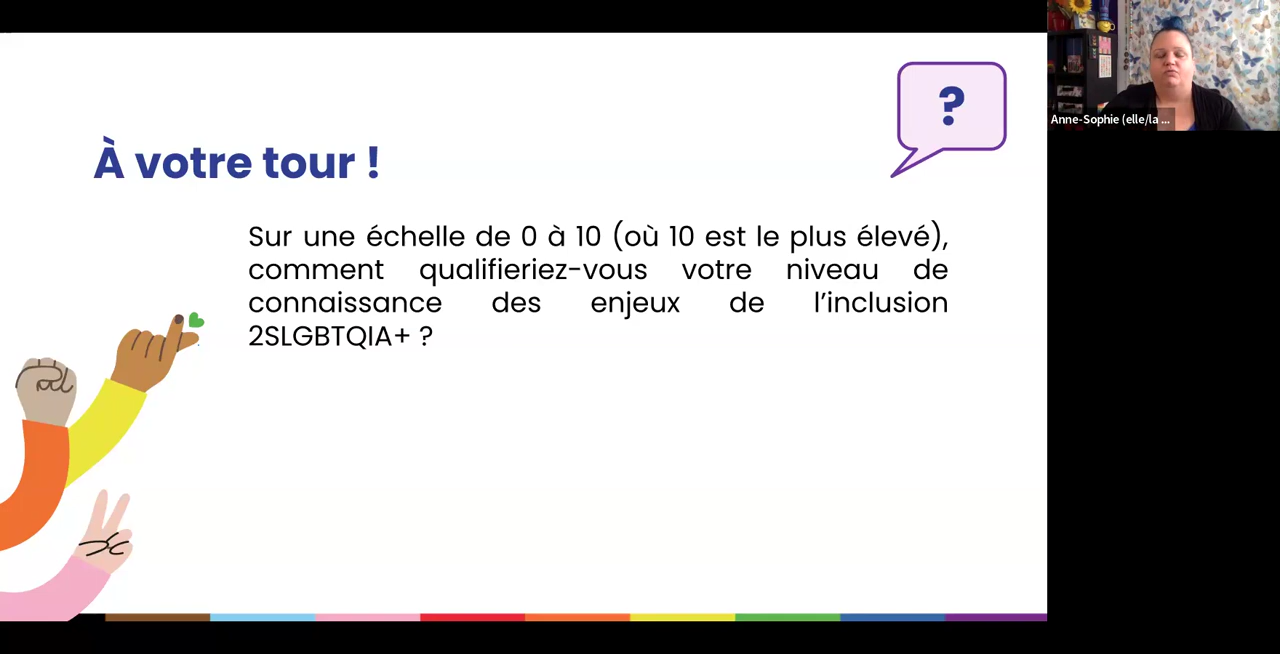 ?
À votre tour !
Sur une échelle de 0 à 10 (où 10 est le plus élevé),
comment qualifieriez-vous votre niveau de
connaissance des enjeux de l’inclusion
2SLGBTQIA+ ?
Anne-Sophie (elle/la ...